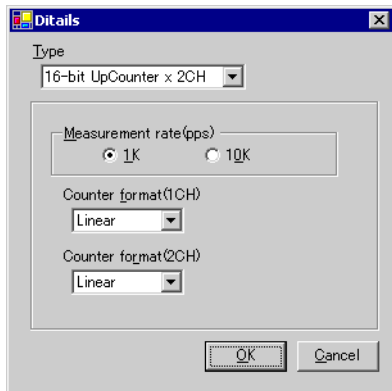 Ditails
Type
16-bit UpCounter x 2CH
Measurement rate(pps)
1K 10K
Counter format(1CH)
Linear
Counter format(2CH)
Linear
OK Cancel